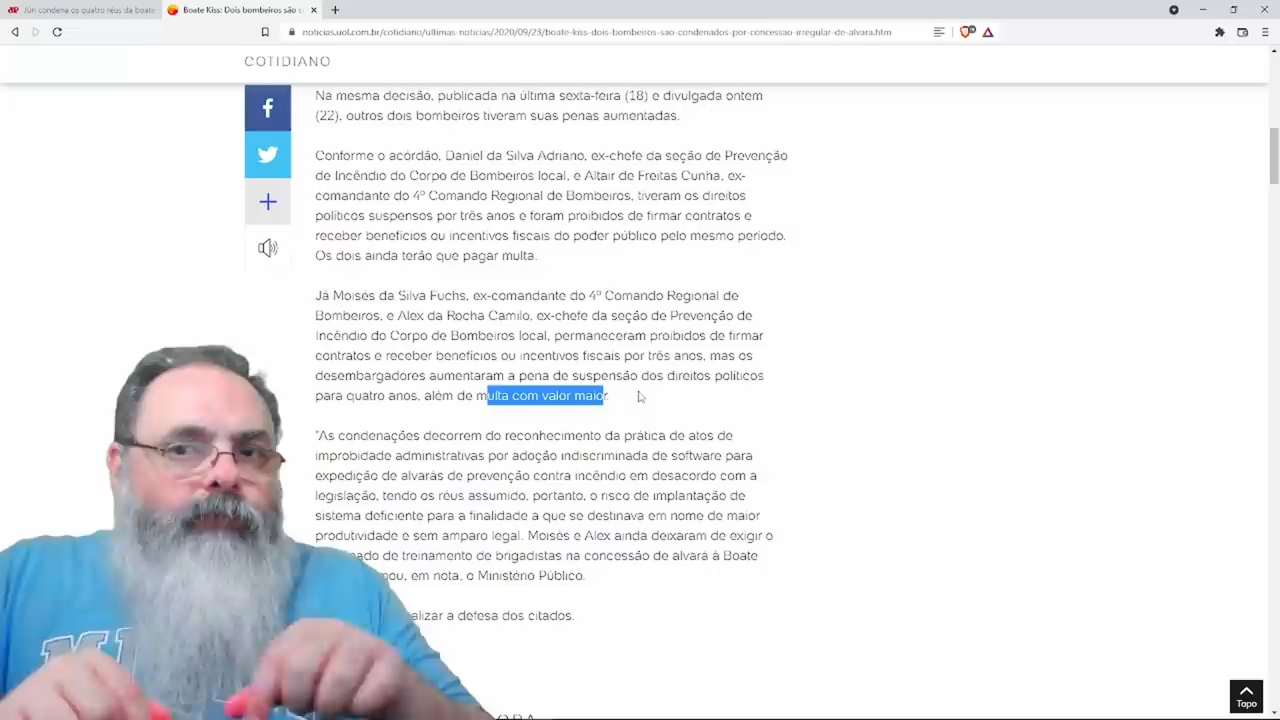 Júri condena os quatro réus da boate
Boate Kiss: Dois bombeiros são c
noticias.uol.com.br/cotidiano/ultimas-noticias/2020/09/23/boate-kiss-dois-bombeiros-sao-condenados-por-concessao-irregular-de-alvara.htm
COTIDIANO
Na mesma decisão, publicada na última sexta-feira (18) e divulgada ontem
(22), outros dois bombeiros tiveram suas penas aumentadas.
Conforme o acórdão, Daniel da Silva Adriano, ex-chefe da seção de Prevenção
de Incêndio do Corpo de Bombeiros local, e Altair de Freitas Cunha, ex-
comandante do 4º Comando Regional de Bombeiros, tiveram os direitos
políticos suspensos por três anos e foram proibidos de firmar contratos e
receber benefícios ou incentivos fiscais do poder público pelo mesmo período.
Os dois ainda terão que pagar multa.
Já Moisés da Silva Fuchs, ex-comandante do 4º Comando Regional de
Bombeiros, e Alex da Rocha Camilo, ex-chefe da seção de Prevenção de
Incêndio do Corpo de Bombeiros local, permaneceram proibidos de firmar
contratos e receber benefícios ou incentivos fiscais por três anos, mas os
desembargadores aumentaram a pena de suspensão dos direitos políticos
para quatro anos, além de multa com valor maior.
"As condenações decorrem do reconhecimento da prática de atos de
improbidade administrativas por adoção indiscriminada de software para
expedição de alvarás de prevenção contra incêndio em desacordo com a
legislação, tendo os réus assumido, portanto, o risco de implantação de
sistema deficiente para a finalidade a que se destinava em nome de maior
produtividade e sem amparo legal. Moisés e Alex ainda deixaram de exigir o
de treinamento de brigadistas na concessão de alvará à Boate
em nota, o Ministério Público.
a defesa dos citados.
Topo